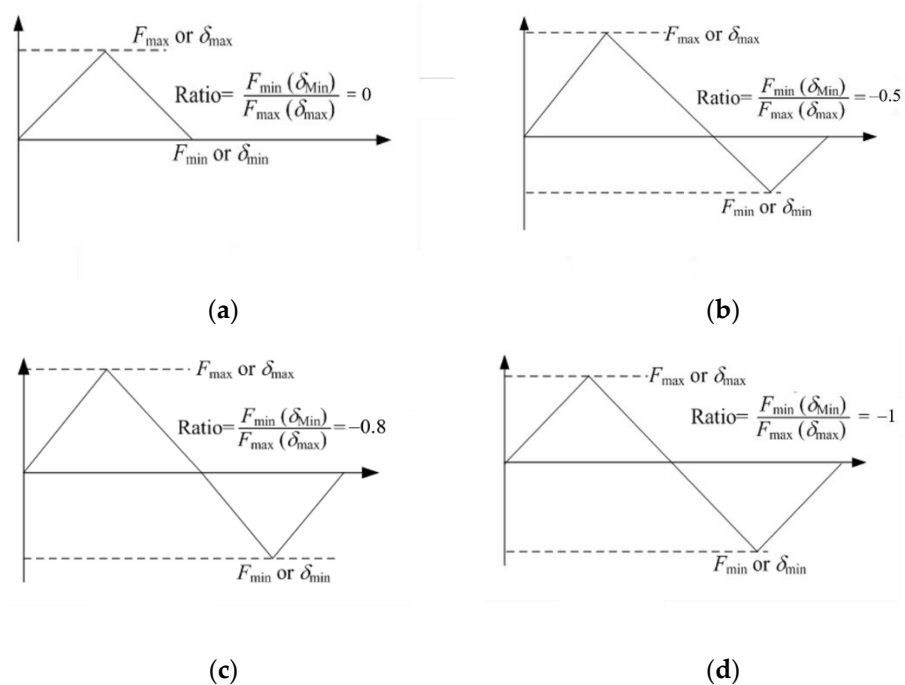 F_max or δ_max
Ratio= F_min (δ_Min) / F_max (δ_max) = 0
F_min or δ_min
(a)
F_max or δ_max
Ratio= F_min (δ_Min) / F_max (δ_max) =–0.5
F_min or δ_min
(b)
F_max or δ_max
Ratio= F_min (δ_Min) / F_max (δ_max) =–0.8
F_min or δ_min
(c)
F_max or δ_max
Ratio= F_min (δ_Min) / F_max (δ_max) = –1
F_min or δ_min
(d)